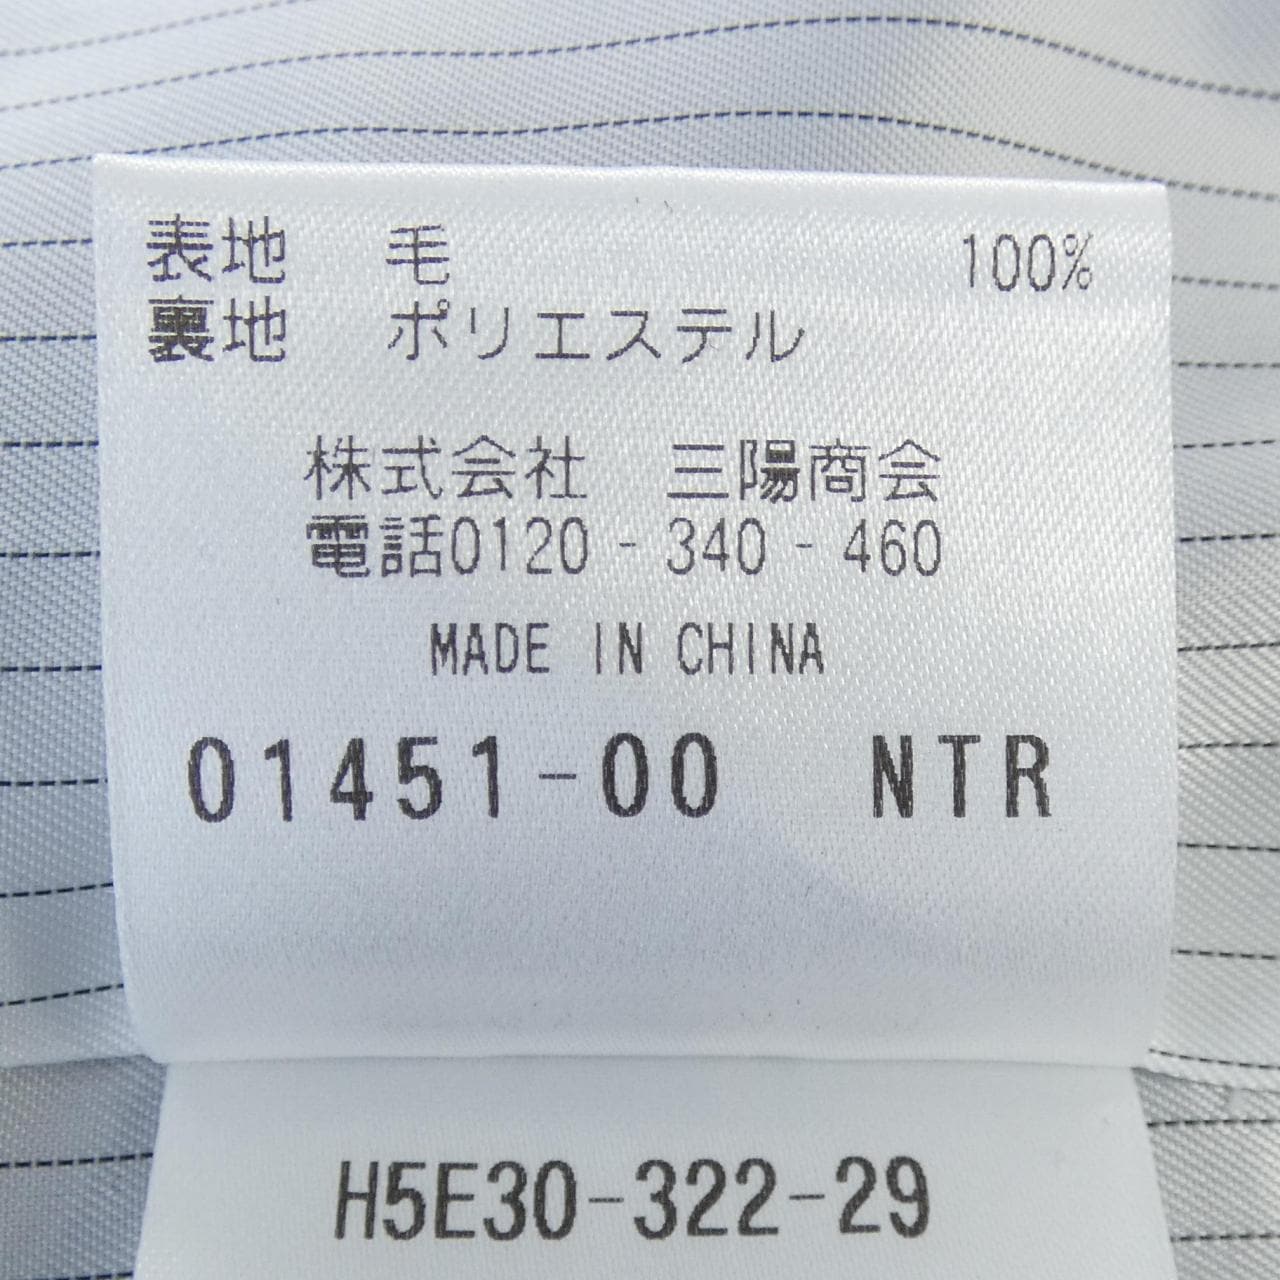 表地　毛　100%
裏地　ポリエステル
株式会社　三陽商会
電話0120-340-460
MADE IN CHINA
01451-00 NTR
H5E30-322-29